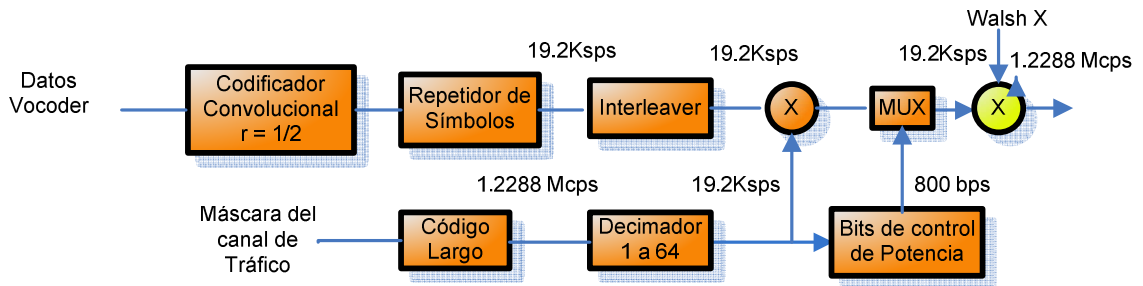 Walsh X
19.2Ksps
19.2Ksps
19.2Ksps
1.2288 Mcps
Datos
Vocoder
Codificador
Convolucional
r = 1/2
Repetidor de
Símbolos
Interleaver
X
MUX
X
1.2288 Mcps
19.2Ksps
800 bps
Máscara del
canal de
Tráfico
Código
Largo
Decimador
1 a 64
Bits de control
de Potencia